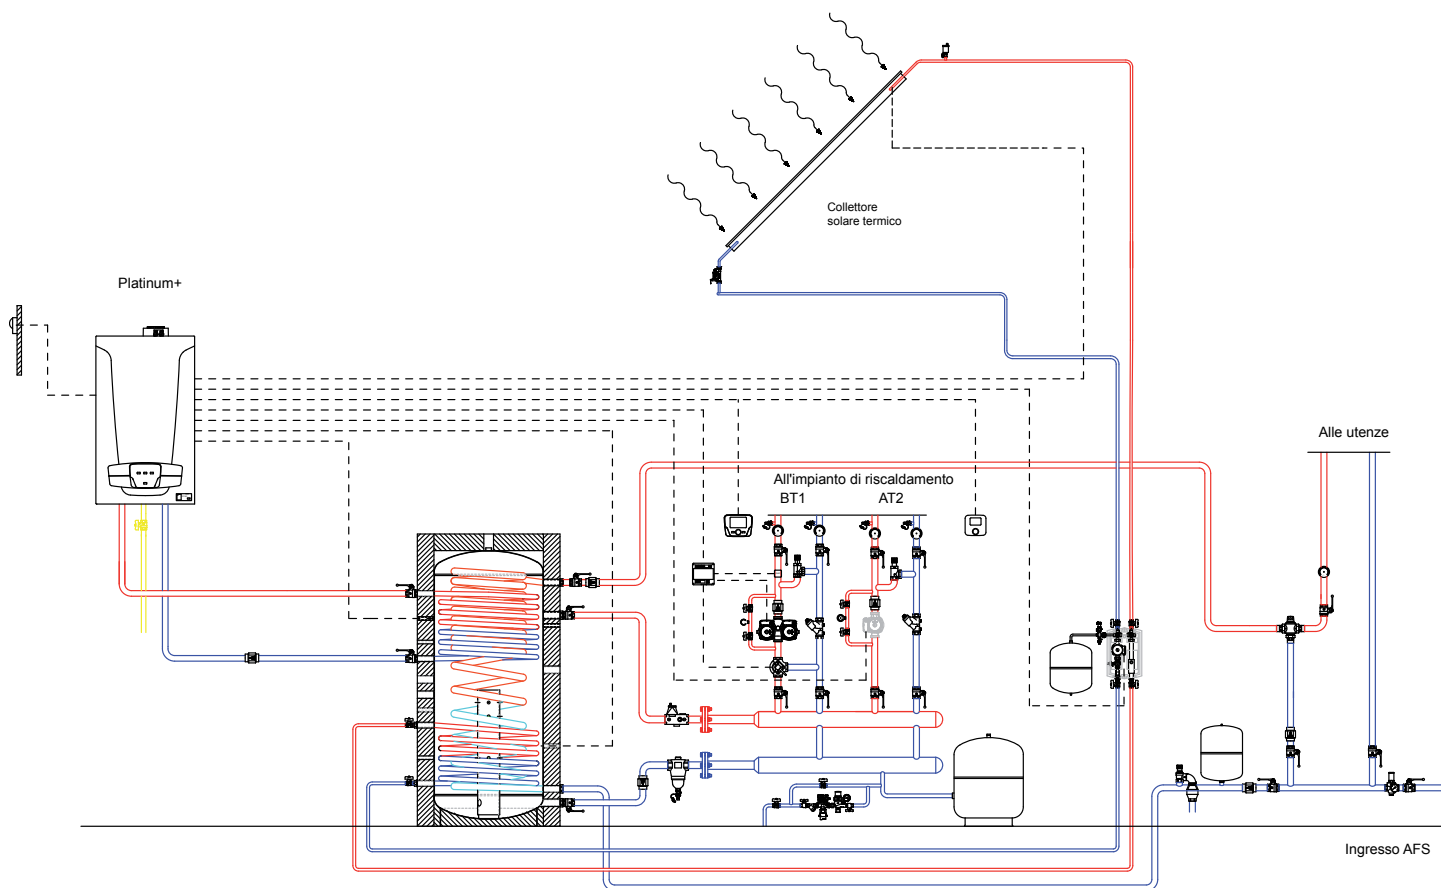 Collettore
solare termico
Platinum+
Alle utenze
All'impianto di riscaldamento
BT1
AT2
Ingresso AFS